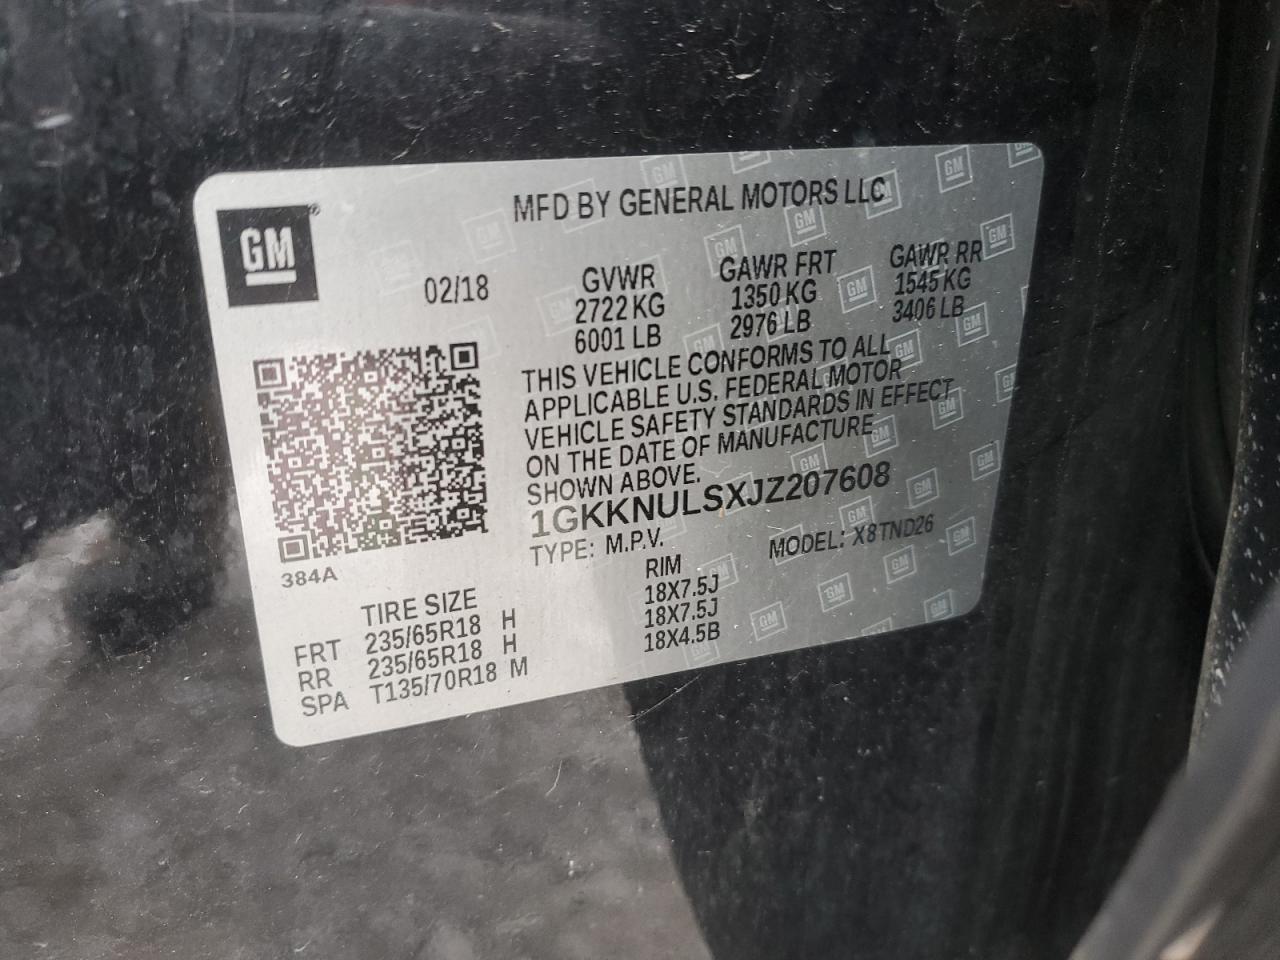 MFD BY GENERAL MOTORS LLC
GM®
02/18
GVWR GAWR FRT GAWR RR
2722 KG 1350 KG 1545 KG
6001 LB 2976 LB 3406 LB
THIS VEHICLE CONFORMS TO ALL
APPLICABLE U.S. FEDERAL MOTOR
VEHICLE SAFETY STANDARDS IN EFFECT
ON THE DATE OF MANUFACTURE
SHOWN ABOVE.
1GKKNULSXJZ207608
TYPE: M.P.V. MODEL: X8TND26
384A
TIRE SIZE RIM
FRT 235/65R18 H 18X7.5J
RR 235/65R18 H 18X7.5J
SPA T135/70R18 M 18X4.5B